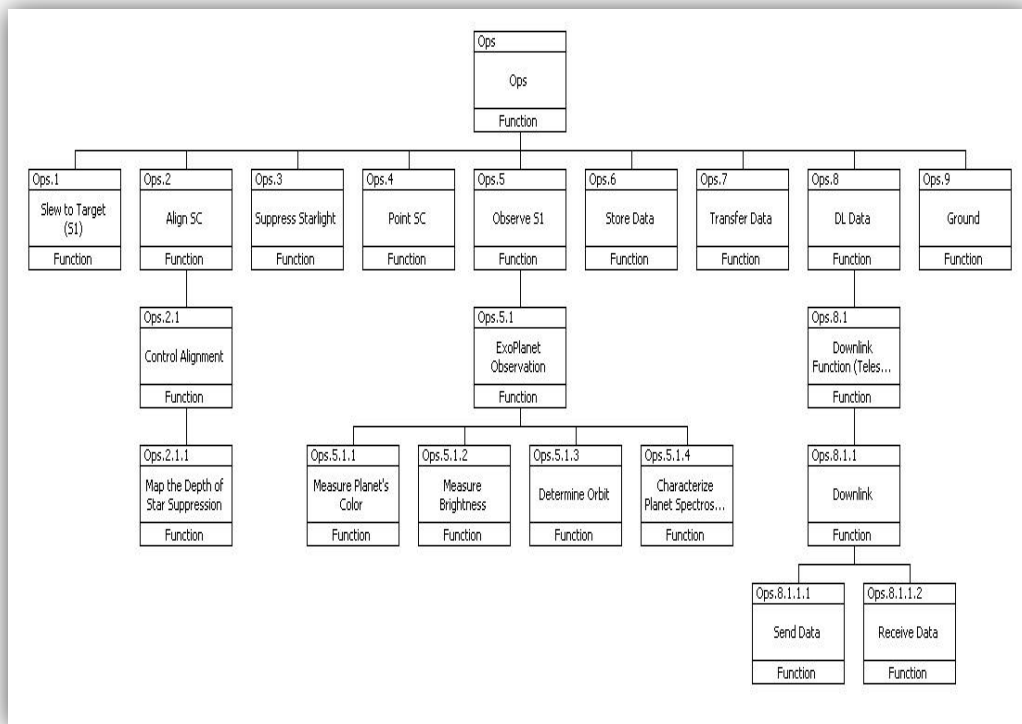 Ops
Ops
Function
Ops.1
Slew to Target
(S1)
Function
Ops.2
Align SC
Function
Ops.3
Suppress Starlight
Function
Ops.4
Point SC
Function
Ops.5
Observe S1
Function
Ops.6
Store Data
Function
Ops.7
Transfer Data
Function
Ops.8
DL Data
Function
Ops.9
Ground
Function
Ops.2.1
Control Alignment
Function
Ops.5.1
ExoPlanet
Observation
Function
Ops.8.1
Downlink
Function (Teles...
Function
Ops.2.1.1
Map the Depth of
Star Suppression
Function
Ops.5.1.1
Measure Planet's
Color
Function
Ops.5.1.2
Measure
Brightness
Function
Ops.5.1.3
Determine Orbit
Function
Ops.5.1.4
Characterize
Planet Spectros...
Function
Ops.8.1.1
Downlink
Function
Ops.8.1.1.1
Send Data
Function
Ops.8.1.1.2
Receive Data
Function